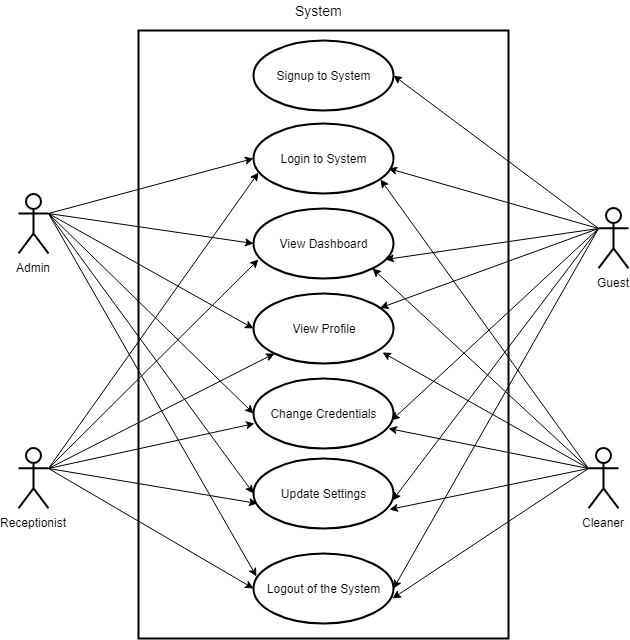 System
Signup to System
Login to System
View Dashboard
View Profile
Change Credentials
Update Settings
Logout of the System
Admin
Receptionist
Guest
Cleaner